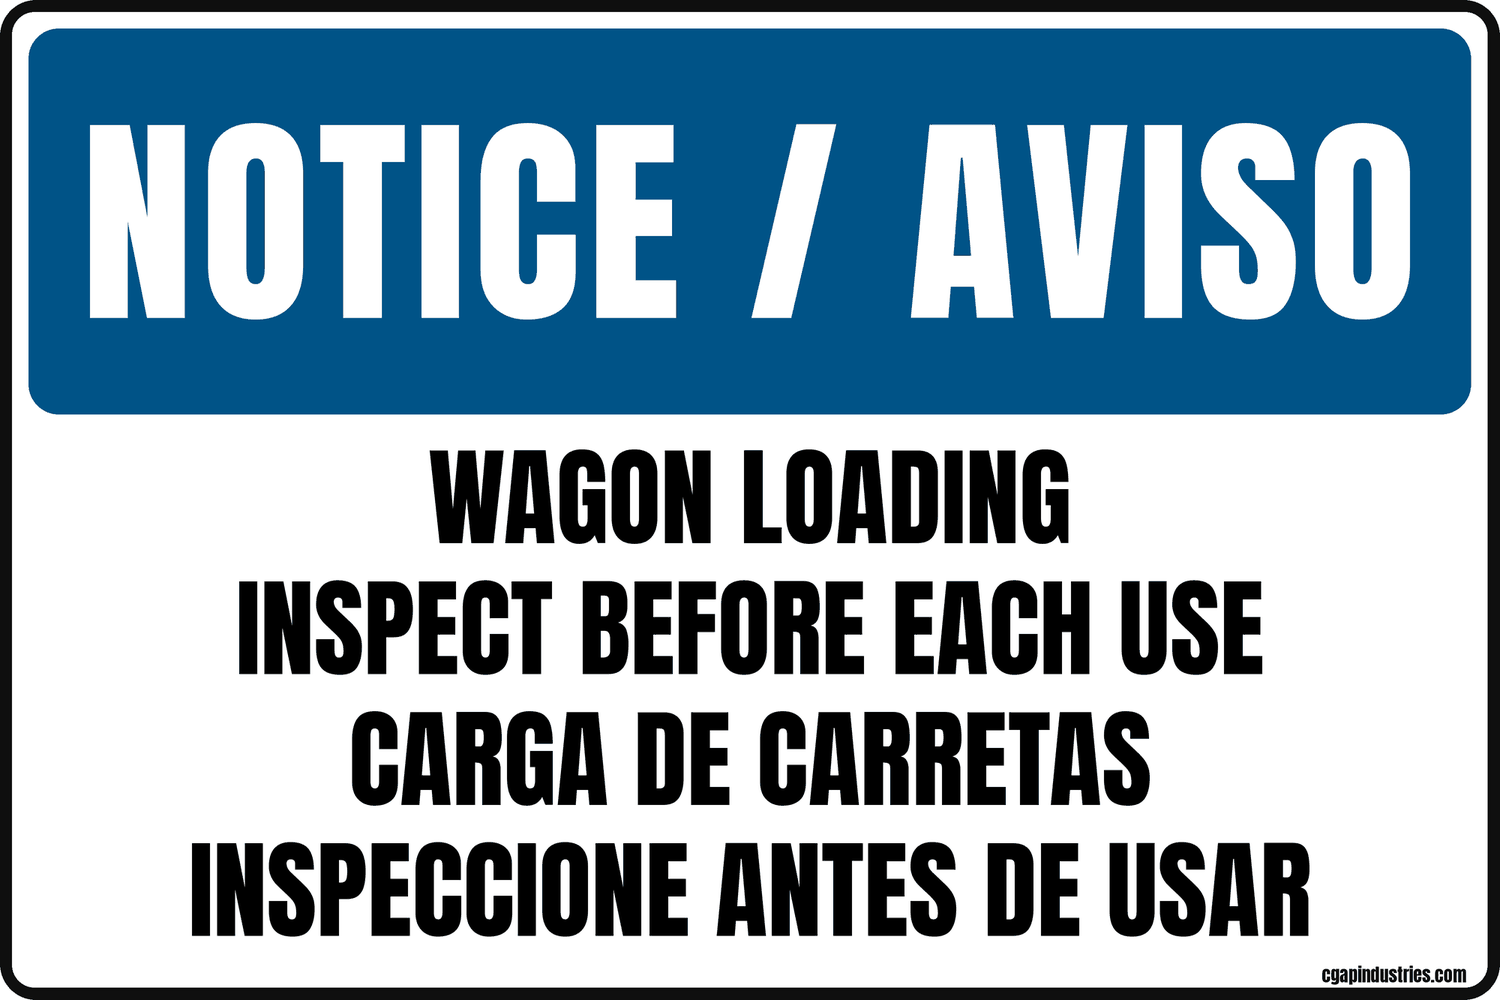 NOTICE / AVISO
WAGON LOADING
INSPECT BEFORE EACH USE
CARGA DE CARRETAS
INSPECCIONE ANTES DE USAR
cgapindustries.com